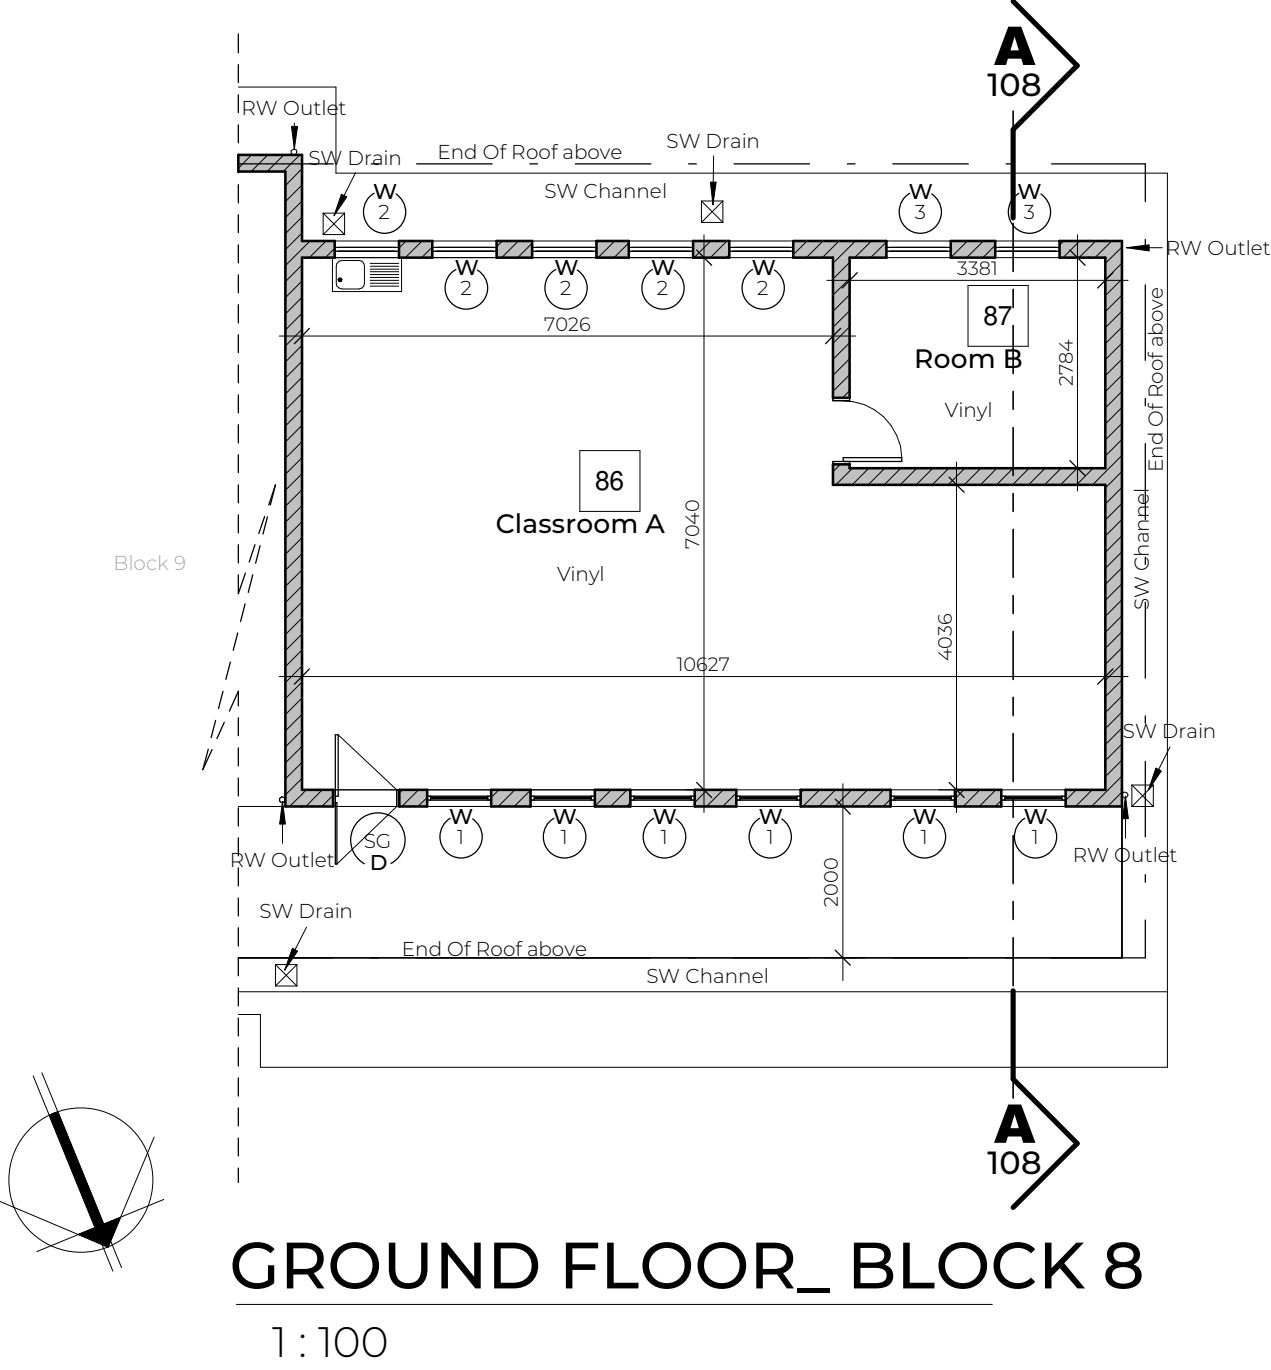 A
108
RW Outlet
SW Drain
End Of Roof above
SW Drain
SW Channel
W
2
W
3
W
3
RW Outlet
W
2
W
2
W
2
W
2
3381
7026
87
Room B
Vinyl
2784
End Of Roof above
86
Classroom A
Vinyl
7040
SW Channel
Block 9
4036
10627
SW Drain
SG
D
W
1
W
1
W
1
W
1
W
1
W
1
RW Outlet
RW Outlet
2000
SW Drain
End Of Roof above
SW Channel
A
108
GROUND FLOOR_ BLOCK 8
1 : 100